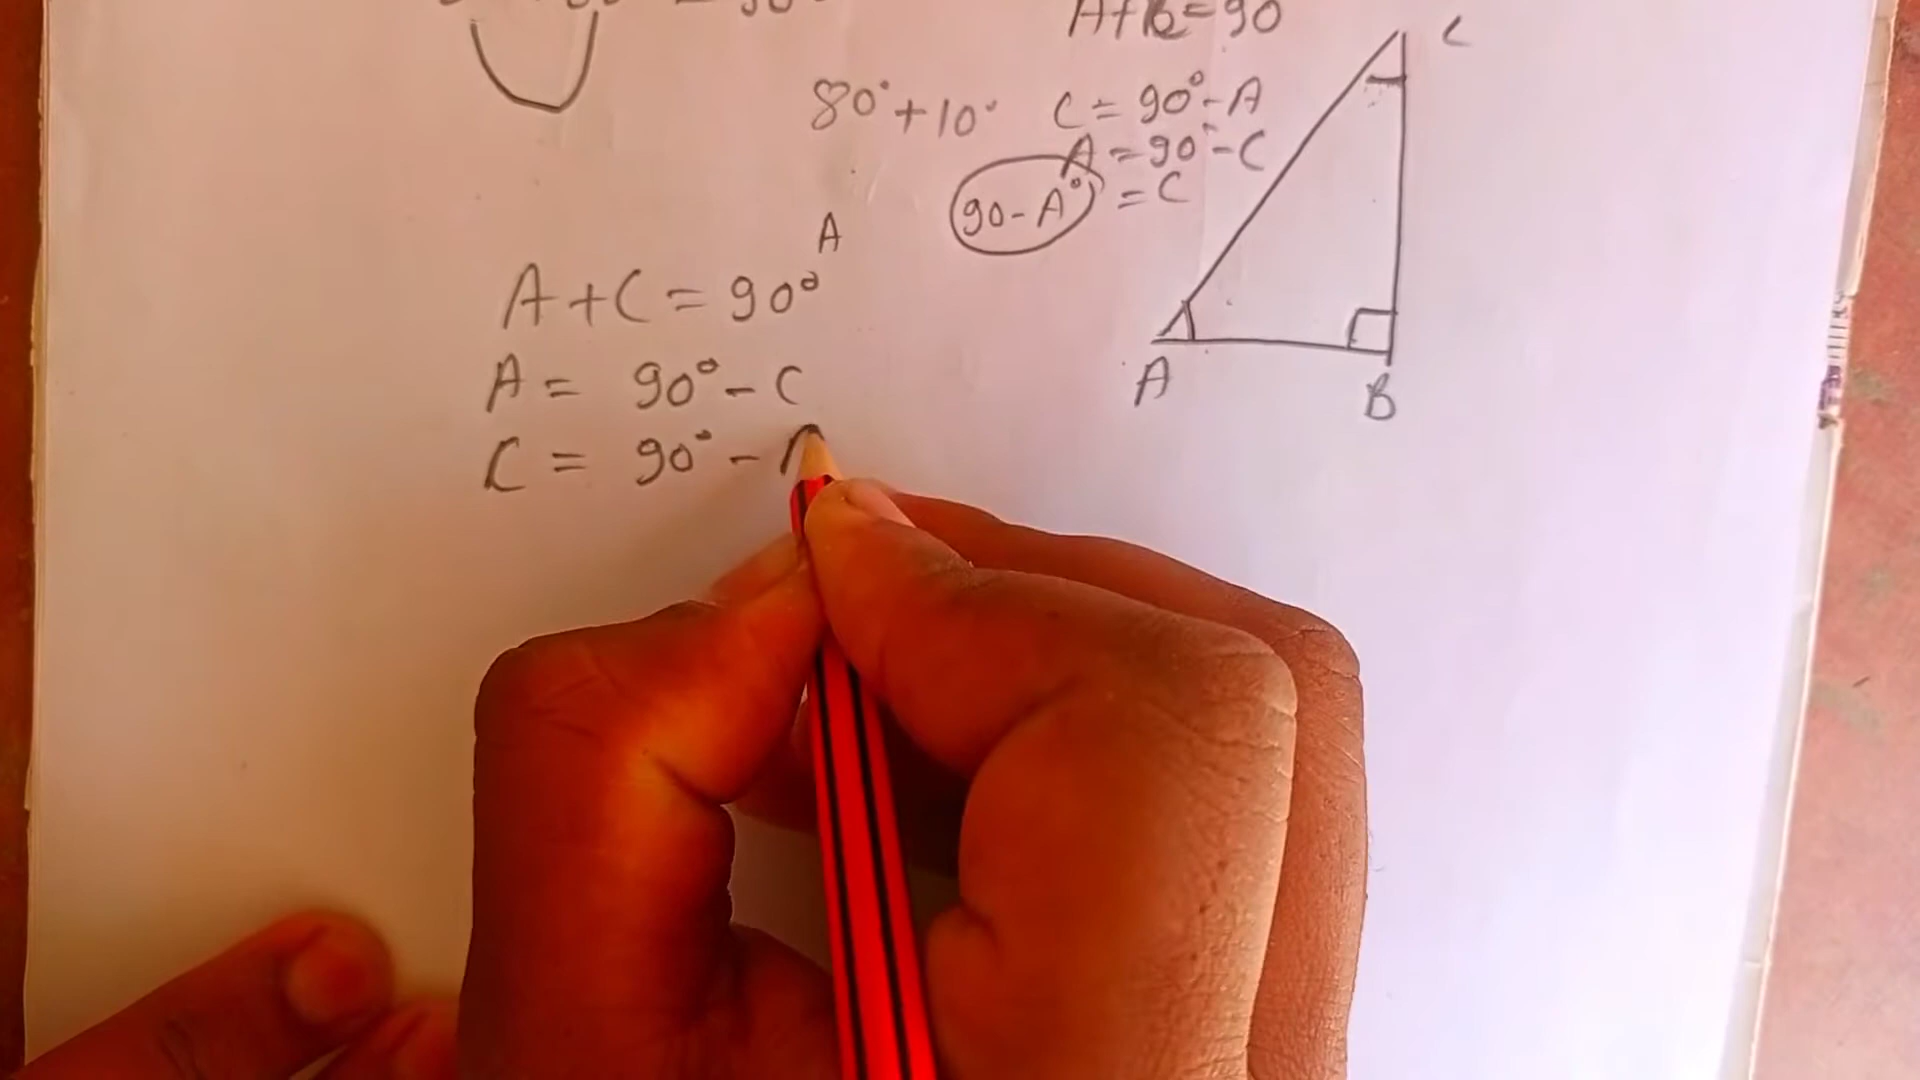 A+C=90
80°+10°
C = 90°-A
A = 90°-C
90-A° = C
A
A+C=90°
A = 90°-C
C = 90°-
C
A
B